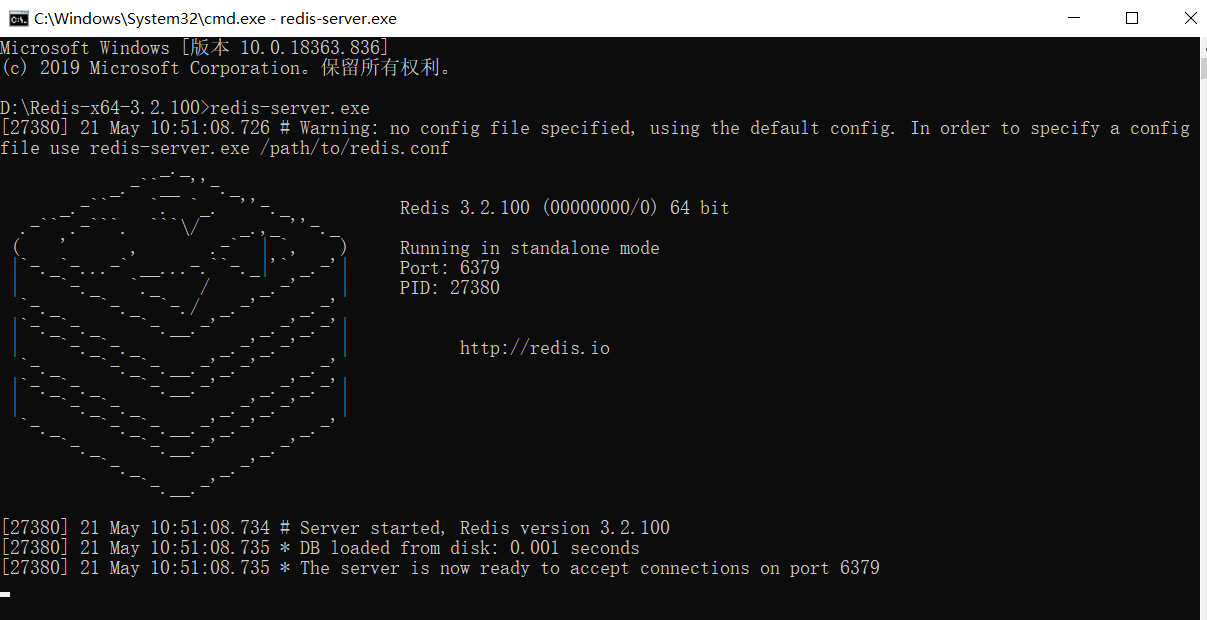 C:\Windows\System32\cmd.exe - redis-server.exe
Microsoft Windows [版本 10.0.18363.836]
(c) 2019 Microsoft Corporation。保留所有权利。
D:\Redis-x64-3.2.100>redis-server.exe
[27380] 21 May 10:51:08.726 # Warning: no config file specified, using the default config. In order to specify a config
file use redis-server.exe /path/to/redis.conf
Redis 3.2.100 (00000000/0) 64 bit
Running in standalone mode
Port: 6379
PID: 27380
http://redis.io
[27380] 21 May 10:51:08.734 # Server started, Redis version 3.2.100
[27380] 21 May 10:51:08.735 * DB loaded from disk: 0.001 seconds
[27380] 21 May 10:51:08.735 * The server is now ready to accept connections on port 6379